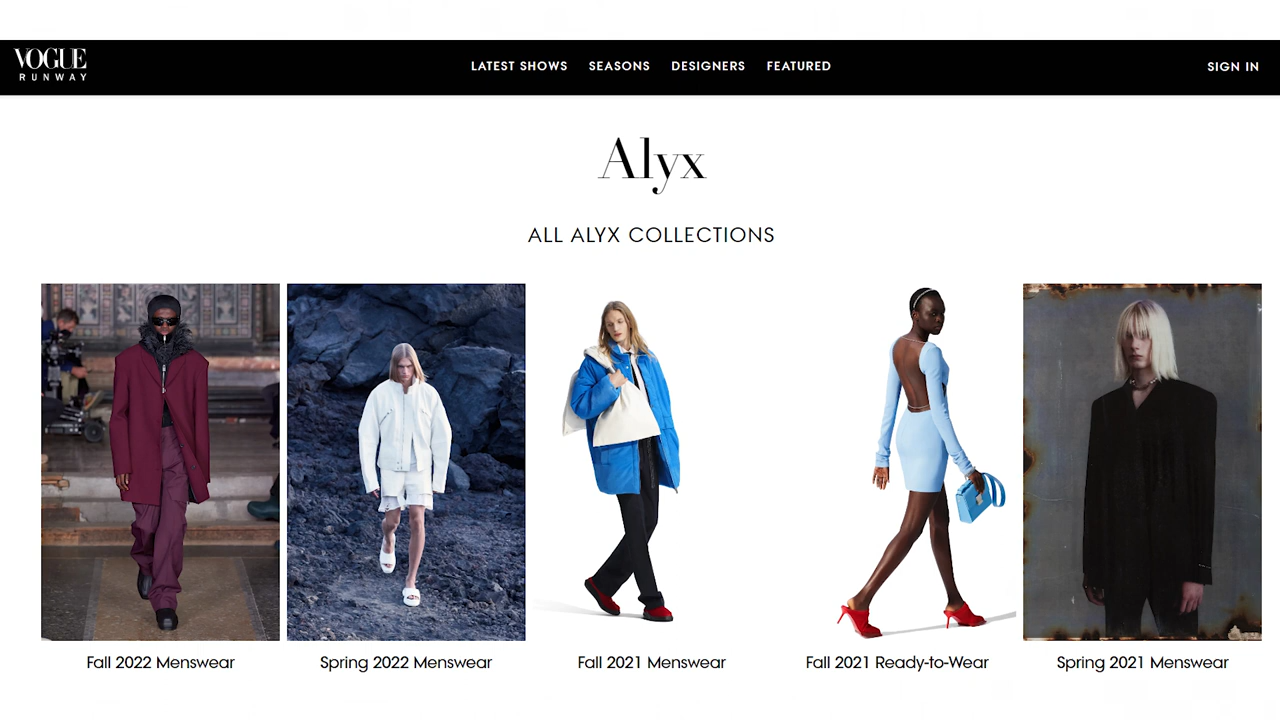 VOGUE
RUNWAY
LATEST SHOWS SEASONS DESIGNERS FEATURED
SIGN IN
Alyx
ALL ALYX COLLECTIONS
Fall 2022 Menswear
Spring 2022 Menswear
Fall 2021 Menswear
Fall 2021 Ready-to-Wear
Spring 2021 Menswear